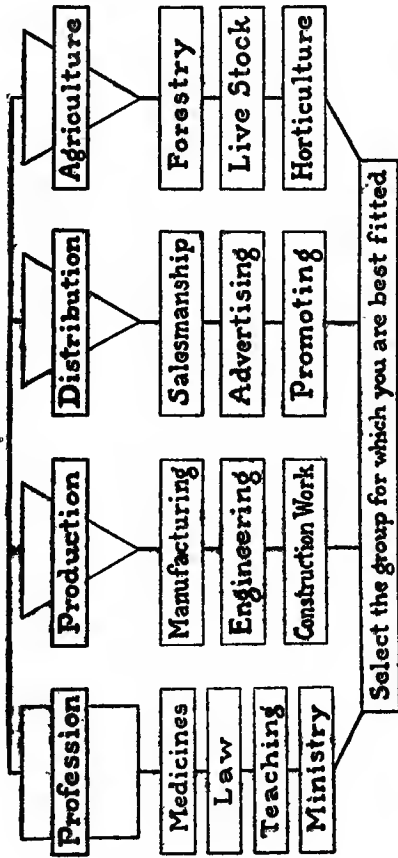 Profession
Medicines
Law
Teaching
Ministry
Production
Manufacturing
Engineering
Construction Work
Distribution
Salesmanship
Advertising
Promoting
Agriculture
Forestry
Live Stock
Horticulture
Select the group for which you are best fitted